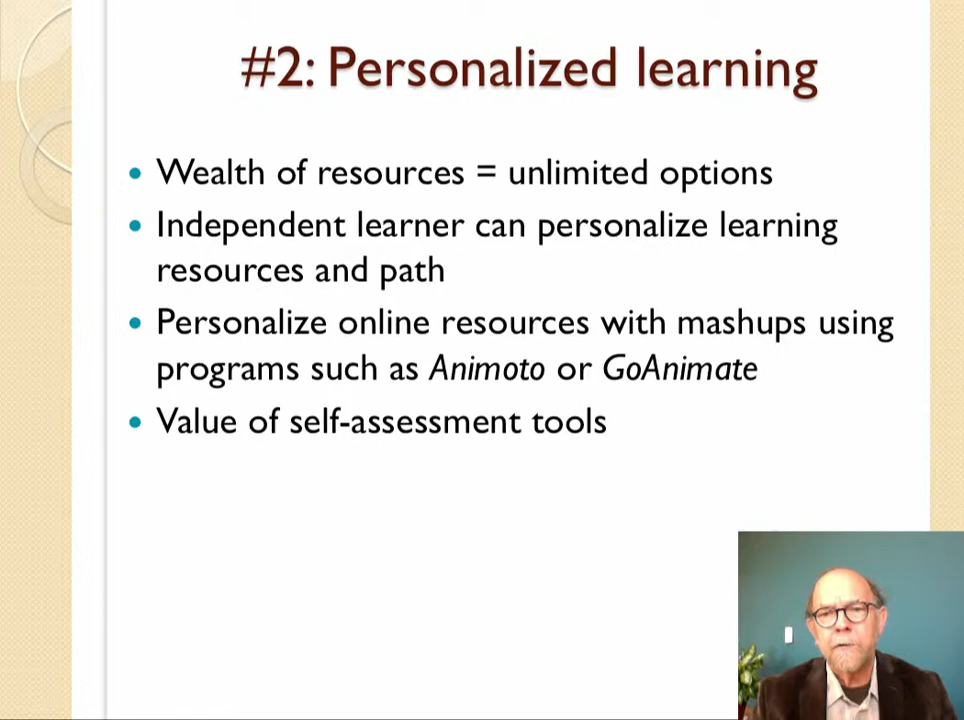 #2: Personalized learning
• Wealth of resources = unlimited options
• Independent learner can personalize learning
resources and path
• Personalize online resources with mashups using
programs such as Animoto or GoAnimate
• Value of self-assessment tools